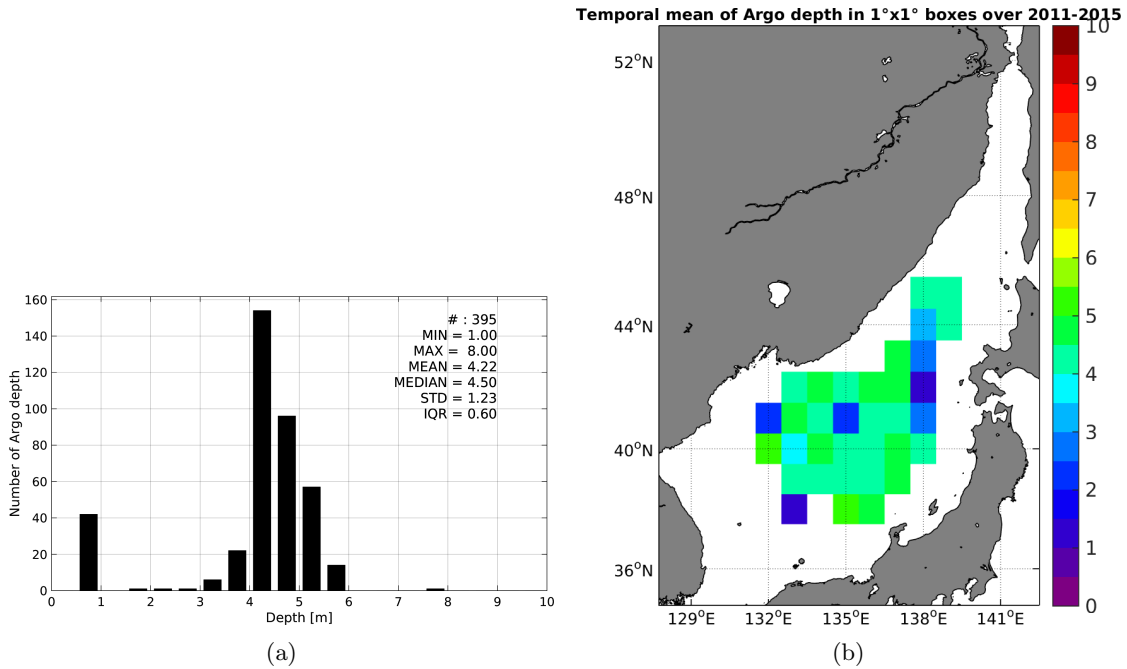 Temporal mean of Argo depth in 1°x1° boxes over 2011-2015
160
140
120
100
80
60
40
20
0
Number of Argo depth
# : 395
MIN = 1.00
MAX = 8.00
MEAN = 4.22
MEDIAN = 4.50
STD = 1.23
IQR = 0.60
0 1 2 3 4 5 6 7 8 9 10
Depth [m]
(a)
52°N
48°N
44°N
40°N
36°N
129°E 132°E 135°E 138°E 141°E
10
9
8
7
6
5
4
3
2
1
0
(b)